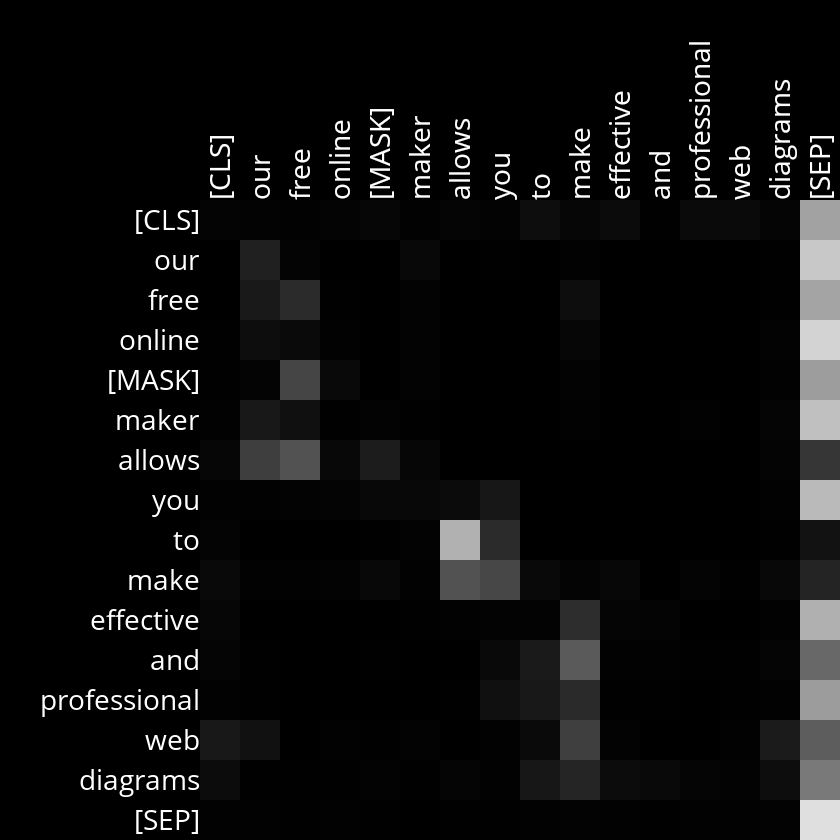 [CLS]
our
free
online
[MASK]
maker
allows
you
to
make
effective
and
professional
web
diagrams
[SEP]
[CLS]
our
free
online
[MASK]
maker
allows
you
to
make
effective
and
professional
web
diagrams
[SEP]